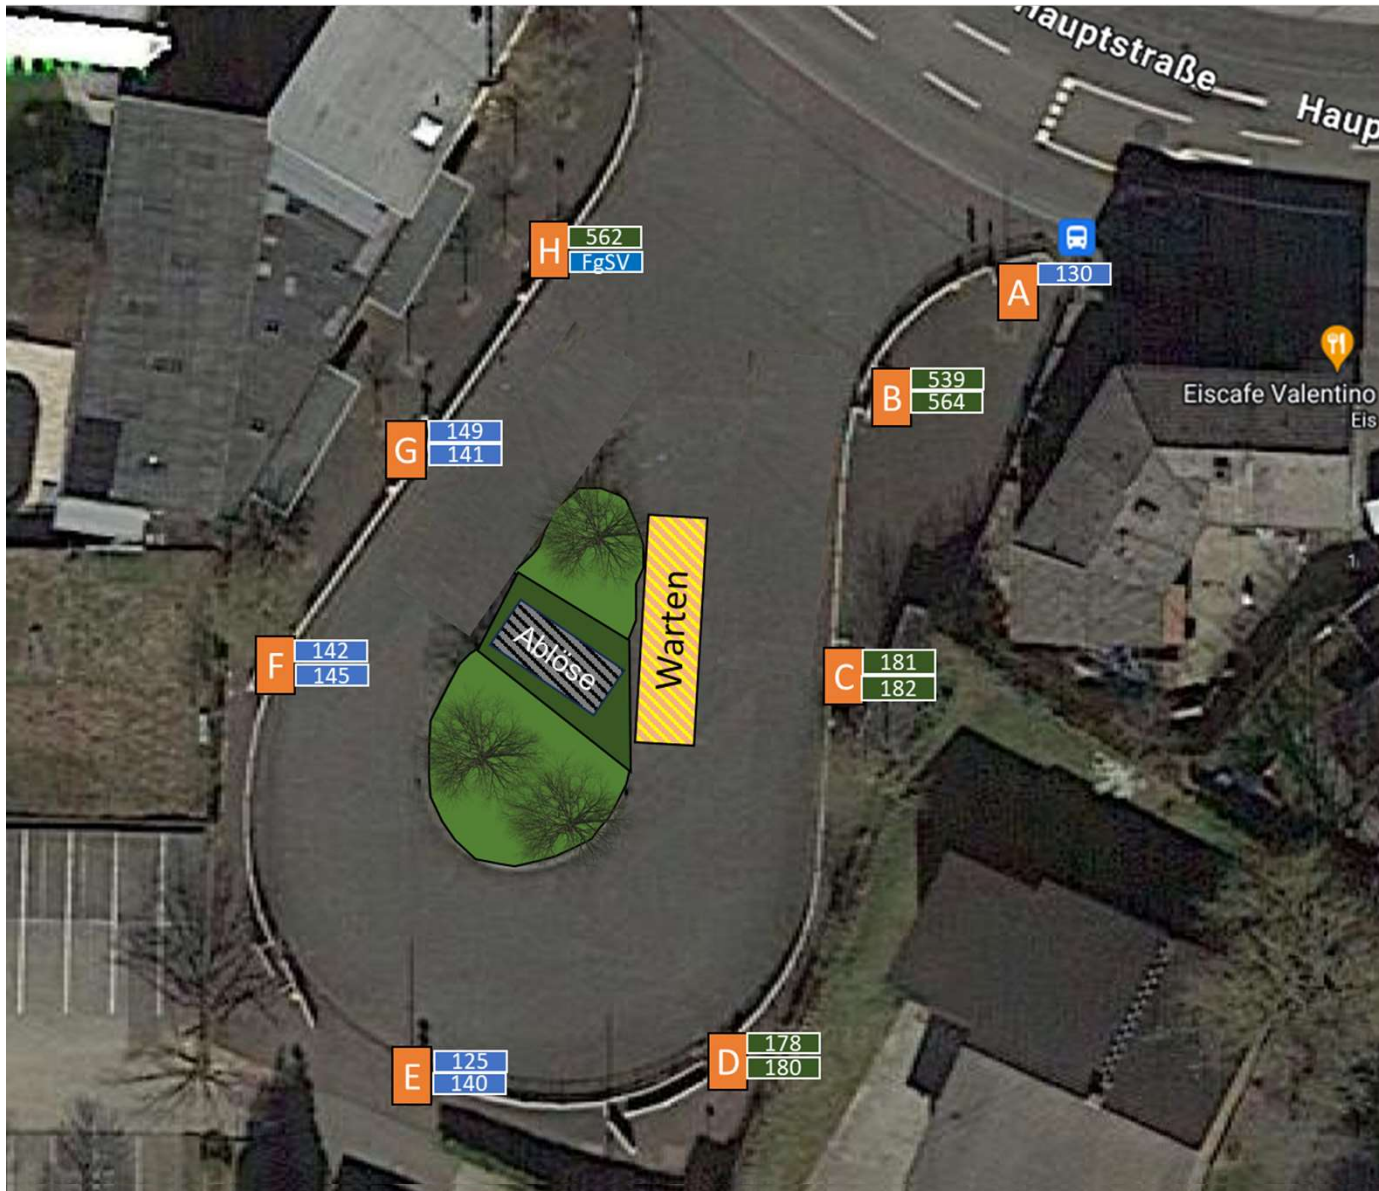 Hauptstraße
Haup
H
562
FgSV
A
130
B
539
564
Eiscafe Valentino
Eis
G
149
141
Warten
Ablöse
F
142
145
C
181
182
1
D
178
180
E
125
140